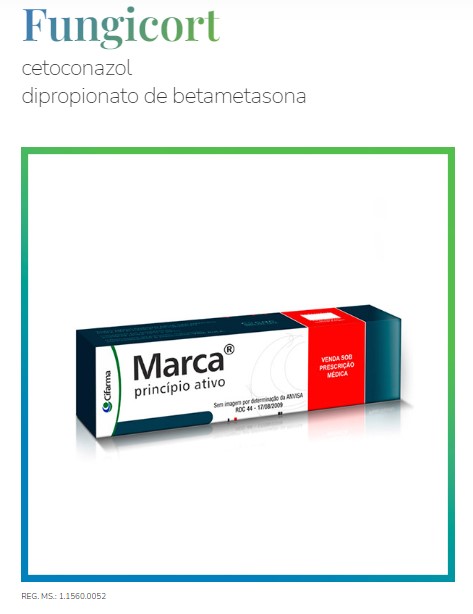 Fungicort
cetoconazol
dipropionato de betametasona
Marca®
princípio ativo
Cifarma
Sem imagem por determinação da ANVISA
RDC 44 - 17/08/2009
VENDA SOB
PRESCRIÇÃO
MÉDICA
REG. MS.: 1.1560.0052